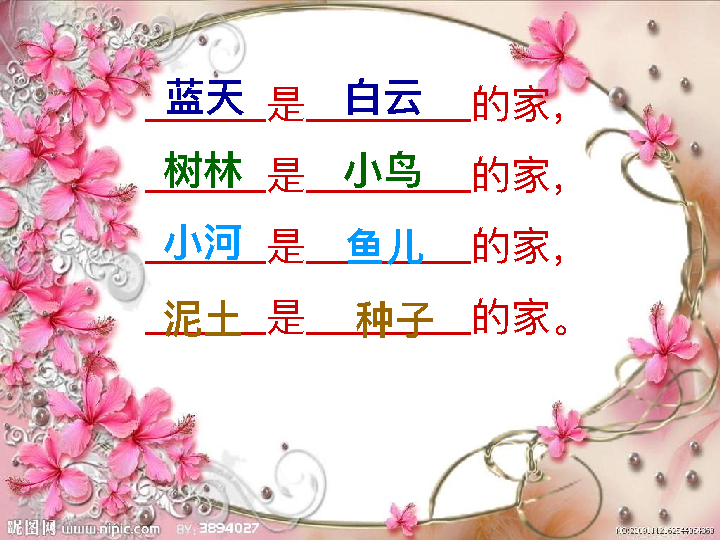 蓝天是白云的家，
树林是小鸟的家，
小河是鱼儿的家，
泥土是种子的家。
昵图网 www.nipic.com BY: 3894027